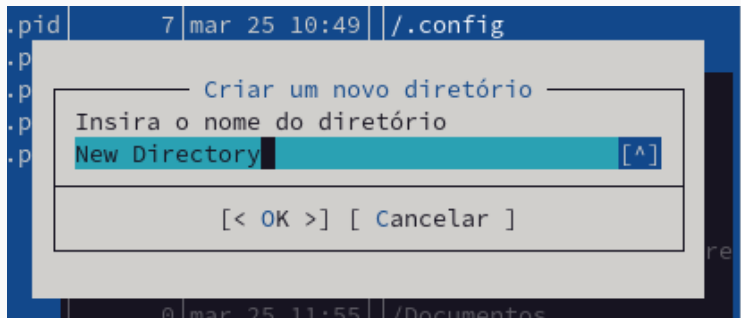 .pid 7 mar 25 10:49 /.config
.p
Criar um novo diretório
.p
Insira o nome do diretório
.p
New Directory [^]
.p
[< OK >] [ Cancelar ]
re
0 mar 25 11:55 /Documentos